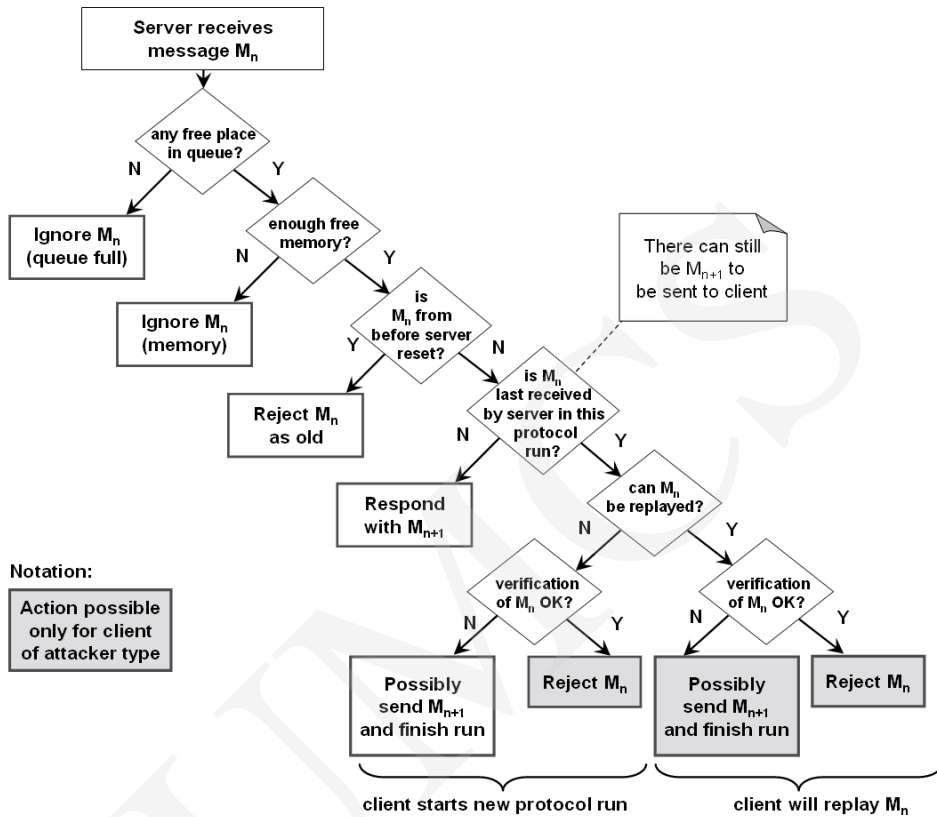 Server receives
message Mn
any free place
in queue?
N
Y
Ignore Mn
(queue full)
enough free
memory?
N
Y
There can still
be Mn+1 to
be sent to client
Ignore Mn
(memory)
is
Mn from
before server
reset?
Y
N
Reject Mn
as old
is Mn
last received
by server in this
protocol
run?
N
Y
Respond
with Mn+1
can Mn
be replayed?
N
Y
Notation:
Action possible
only for client
of attacker type
verification
of Mn OK?
N
Y
verification
of Mn OK?
N
Y
Possibly
send Mn+1
and finish run
Reject Mn
Possibly
send Mn+1
and finish run
Reject Mn
client starts new protocol run
client will replay Mn
UMCS